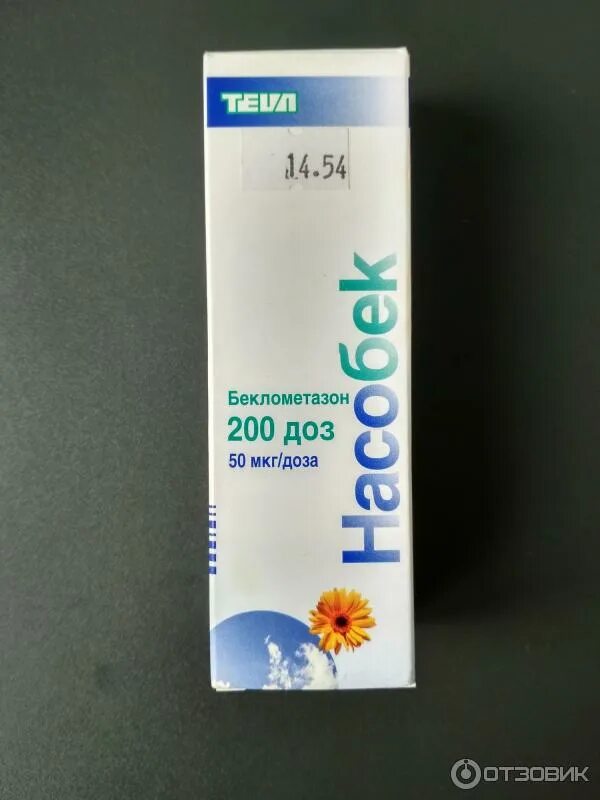 TEVA
14.54
Насобек
Беклометазон
200 доз
50 мкг/доза
ОТЗОВИК